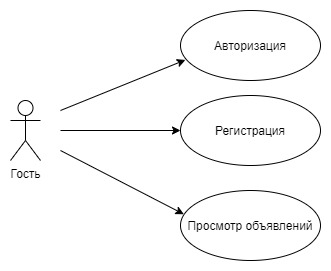 Авторизация
Регистрация
Гость
Просмотр объявлений